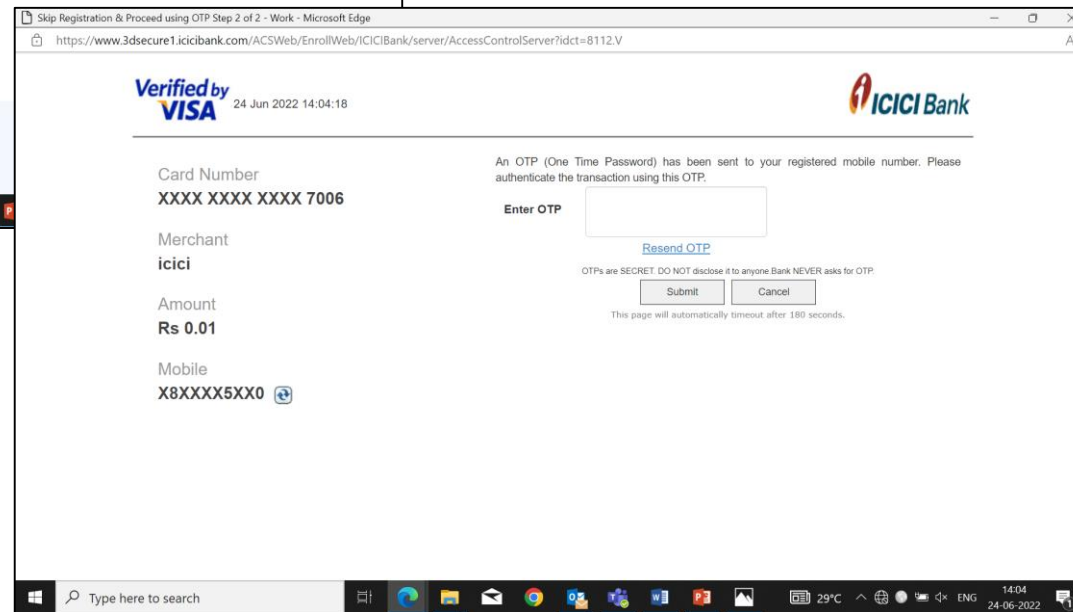 Skip Registration & Proceed using OTP Step 2 of 2 - Work - Microsoft Edge
https://www.3dsecure1.icicibank.com/ACSWeb/EnrollWeb/ICICIBank/server/AccessControlServer?idct=8112.V
Verified by
VISA
24 Jun 2022 14:04:18
ICICI Bank
Card Number
XXXX XXXX XXXX 7006
Merchant
icici
Amount
Rs 0.01
Mobile
X8XXXX5XX0
An OTP (One Time Password) has been sent to your registered mobile number. Please
authenticate the transaction using this OTP.
Enter OTP
Resend OTP
OTPs are SECRET. DO NOT disclose it to anyone Bank NEVER asks for OTP.
Submit Cancel
This page will automatically timeout after 180 seconds.
Type here to search
29°C
ENG
14:04
24-06-2022